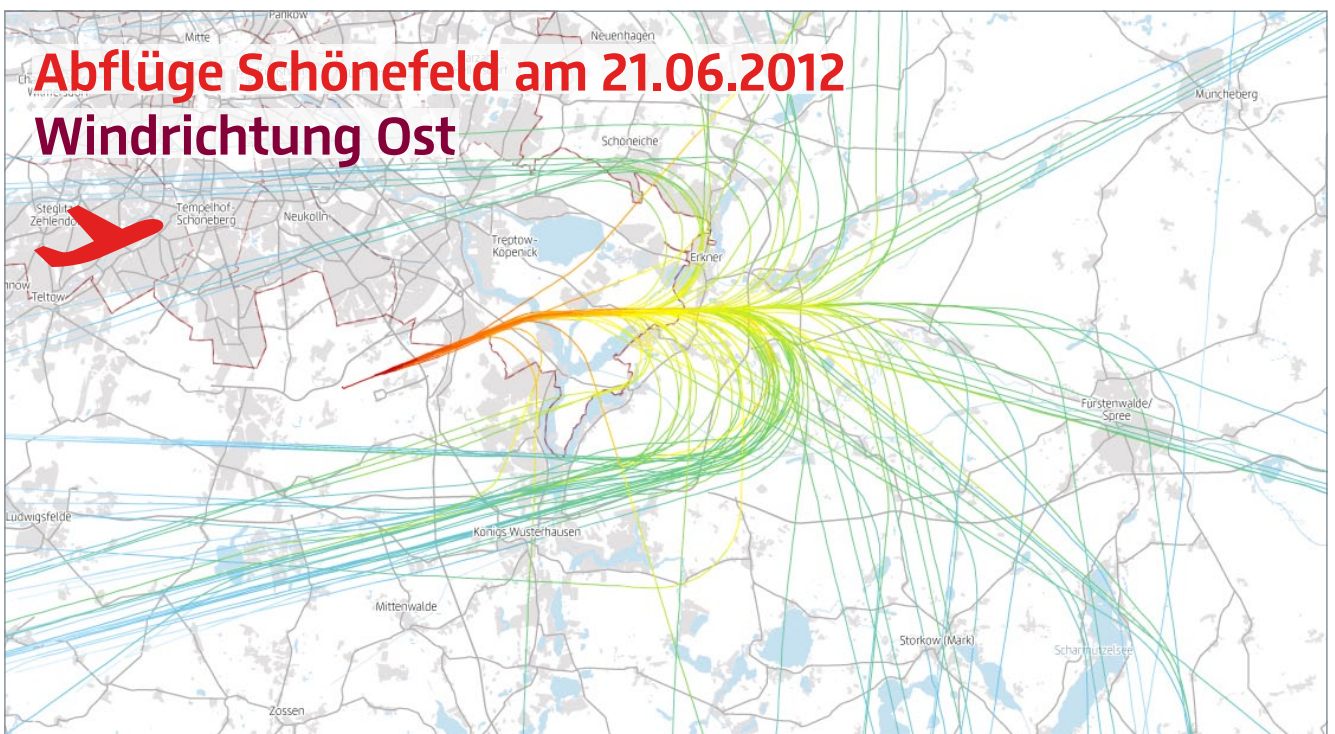 Pankow
Mitte
Neuenhagen
Abflüge Schönefeld am 21.06.2012
Müncheberg
Windrichtung Ost
Schöneiche
Steglitz-
Zehlendorf
Tempelhof-
Schöneberg
Neukölln
Treptow-
Köpenick
Erkner
Teltow
Fürstenwalde/
Spree
Ludwigsfelde
Königs Wusterhausen
Mittenwalde
Storkow (Mark)
Scharmützelsee
Zossen